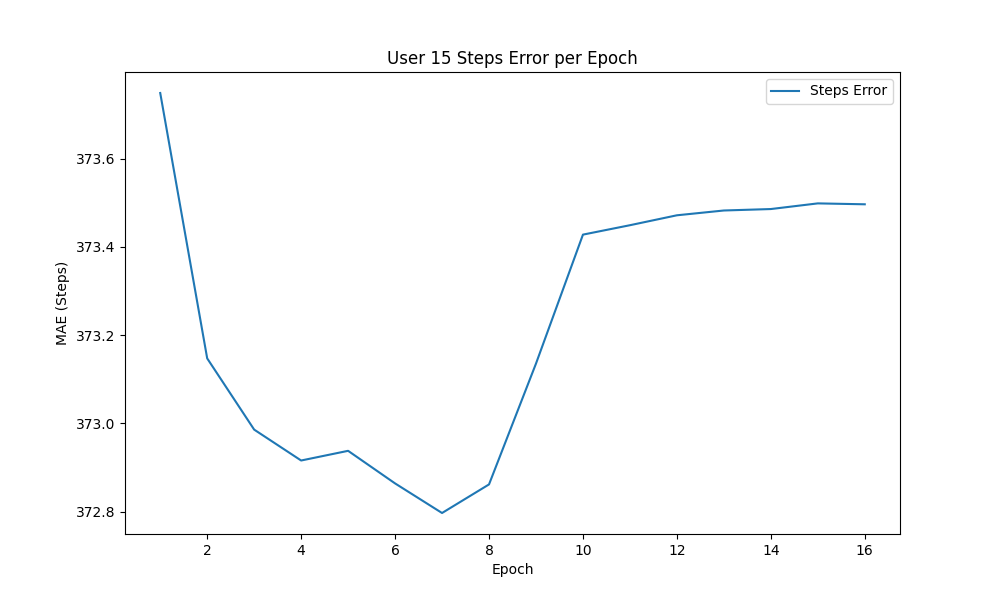 User 15 Steps Error per Epoch
Steps Error
373.6
373.4
373.2
373.0
372.8
MAE (Steps)
2 4 6 8 10 12 14 16
Epoch